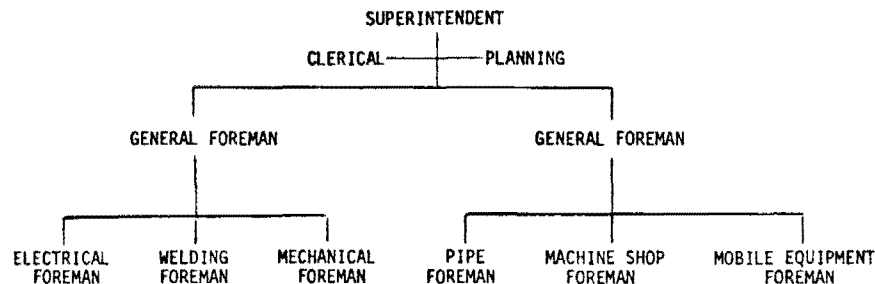 SUPERINTENDENT
CLERICAL PLANNING
GENERAL FOREMAN GENERAL FOREMAN
ELECTRICAL FOREMAN
WELDING FOREMAN
MECHANICAL FOREMAN
PIPE FOREMAN
MACHINE SHOP FOREMAN
MOBILE EQUIPMENT FOREMAN